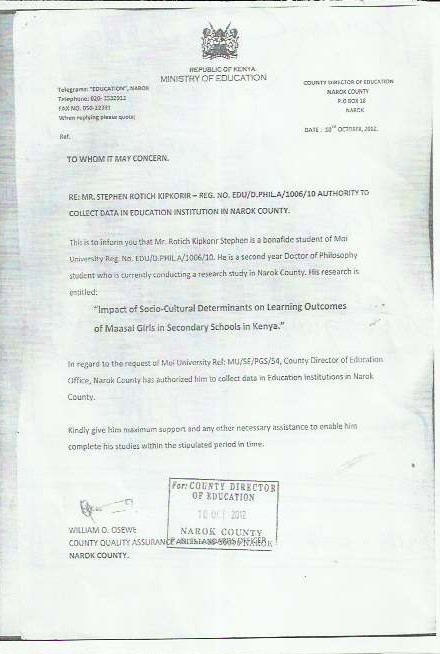 REPUBLIC OF KENYA
MINISTRY OF EDUCATION
Telegrams: "EDUCATION", NAROK
Telephone: 020- 3532912
FAX NO. 050-22391
When replying please quote;
Ref.
COUNTY DIRECTOR OF EDUCATION
NAROK COUNTY
P.O BOX 18
NAROK
DATE : 10TH OCTOBER, 2012.
TO WHOM IT MAY CONCERN.
RE: MR. STEPHEN ROTICH KIPKORIR – REG. NO. EDU/D.PHILA/1006/10 AUTHORITY TO
COLLECT DATA IN EDUCATION INSTITUTION IN NAROK COUNTY.
This is to inform you that Mr. Rotich Kipkorir Stephen is a bonafide student of Moi
University Reg. No. EDU/D.PHILA/1006/10. He is a second year Doctor of Philosophy
student who is currently conducting a research study in Narok County. His research is
entitled:
"Impact of Socio-Cultural Determinants on Learning Outcomes
of Maasai Girls in Secondary Schools in Kenya."
In regard to the request of Moi University Ref: MU/SE/PGS/54, County Director of Education
Office, Narok County has authorized him to collect data in Education Institutions in Narok
County.
Kindly give him maximum support and any other necessary assistance to enable him
complete his studies within the stipulated period in time.
For: COUNTY DIRECTOR
OF EDUCATION
10 OCT 2012
NAROK COUNTY
NAROK
WILLIAM O. OSEWE
COUNTY QUALITY ASSURANCE AND STANDARDS OFFICER
NAROK COUNTY.